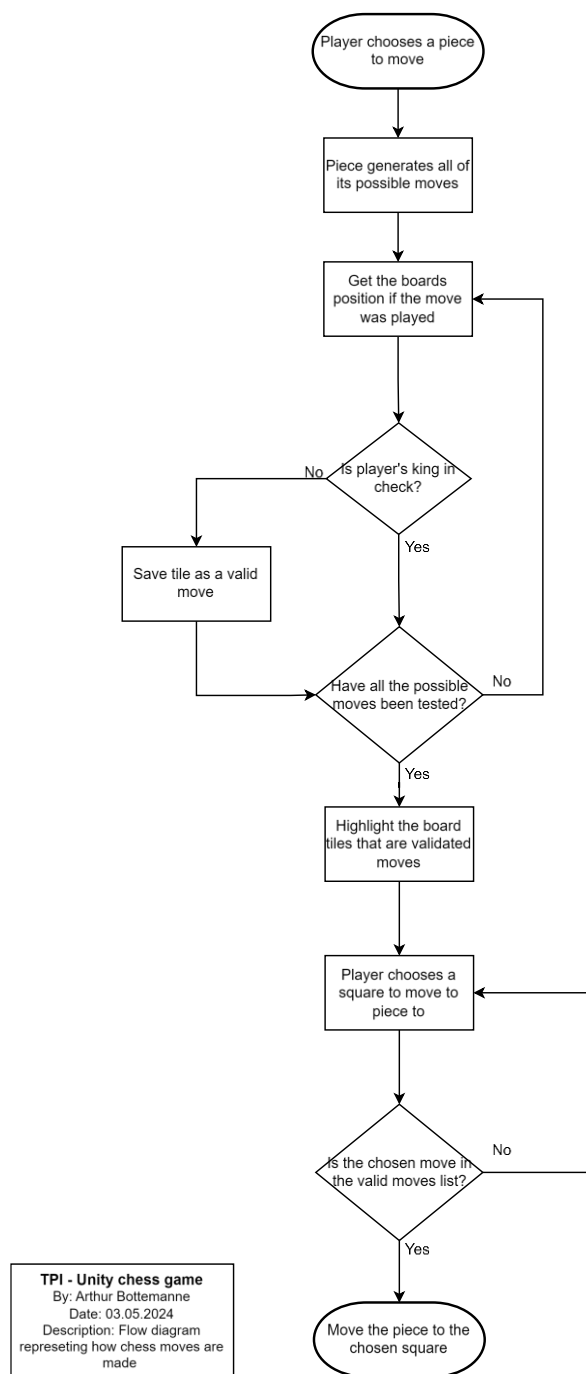 Player chooses a piece
to move
Piece generates all of
its possible moves
Get the boards
position if the move
was played
Is player's king in
check?
No
Yes
Save tile as a valid
move
Have all the possible
moves been tested?
No
Yes
Highlight the board
tiles that are validated
moves
Player chooses a
square to move to
piece to
Is the chosen move in
the valid moves list?
No
Yes
Move the piece to the
chosen square
TPI - Unity chess game
By: Arthur Bottemanne
Date: 03.05.2024
Description: Flow diagram
represeting how chess moves are
made